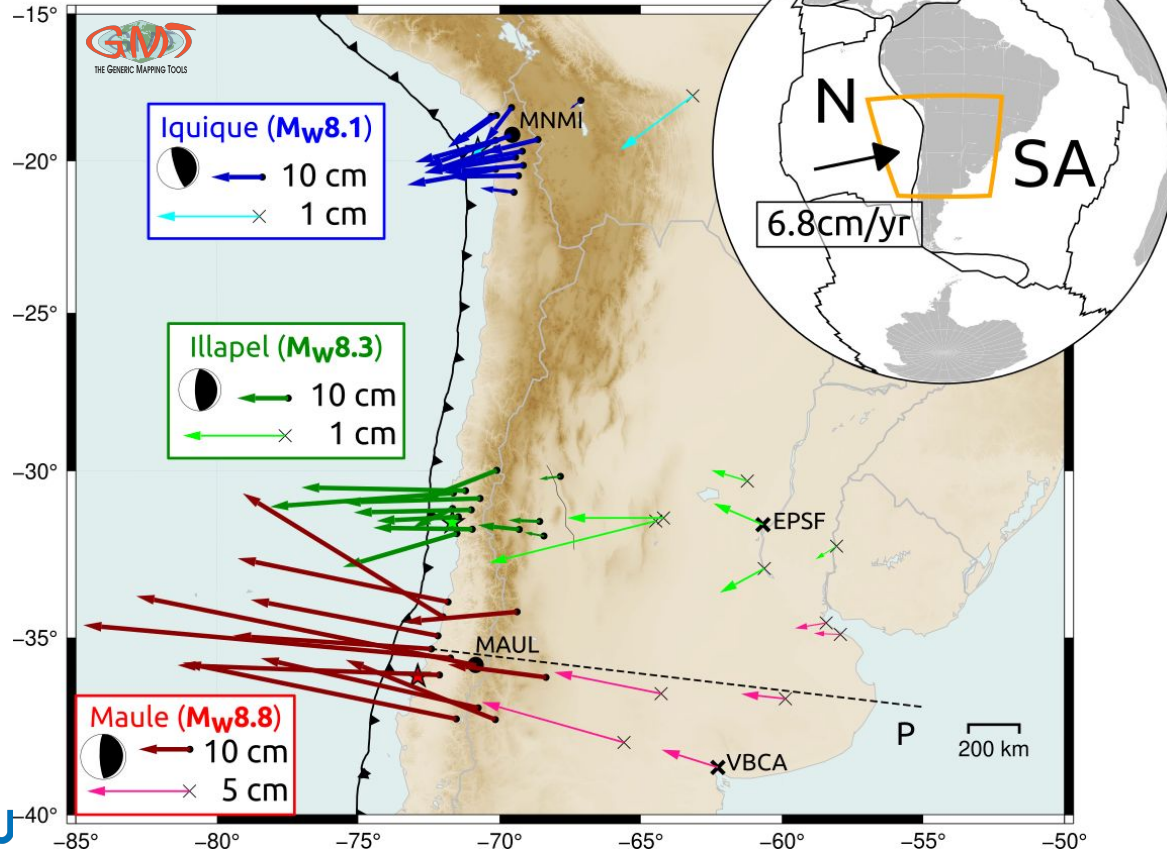 −15°
−20°
−25°
−30°
−35°
−40°
GMT
THE GENERIC MAPPING TOOLS
Iquique (Mw8.1)
10 cm
1 cm
MNMI
N
SA
6.8cm/yr
Illapel (Mw8.3)
10 cm
1 cm
EPSF
MAUL
Maule (Mw8.8)
10 cm
5 cm
P
200 km
VBCA
−85° −80° −75° −70° −65° −60° −55° −50°